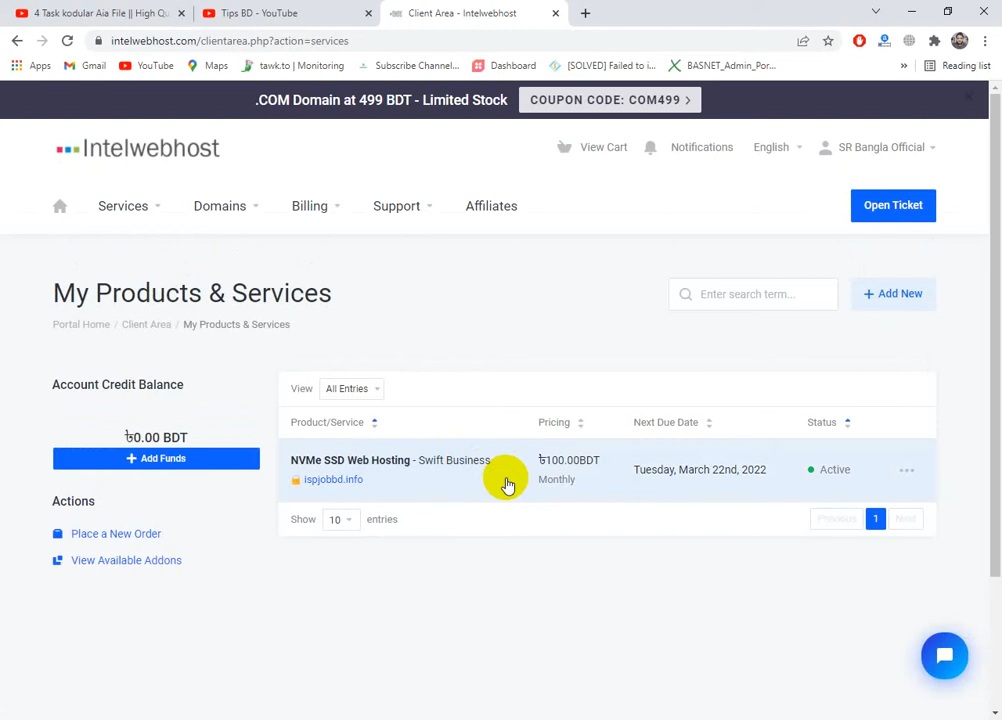 4 Task kodular Aia File || High Qu
Tips BD - YouTube
Client Area - Intelwebhost
intelwebhost.com/clientarea.php?action=services
Apps
Gmail
YouTube
Maps
tawk.to | Monitoring
Subscribe Channel...
Dashboard
[SOLVED] Failed to i...
BASNET_Admin_Por...
»
Reading list
.COM Domain at 499 BDT - Limited Stock
COUPON CODE: COM499 >
Intelwebhost
View Cart
Notifications
English
SR Bangla Official
Services
Domains
Billing
Support
Affiliates
Open Ticket
My Products & Services
Enter search term...
+ Add New
Portal Home / Client Area / My Products & Services
Account Credit Balance
৳0.00 BDT
+ Add Funds
Actions
Place a New Order
View Available Addons
View All Entries
Product/Service
Pricing
Next Due Date
Status
NVMe SSD Web Hosting - Swift Business
ispjobbd.info
৳100.00BDT
Monthly
Tuesday, March 22nd, 2022
Active
Show 10 entries
Previous 1 Next